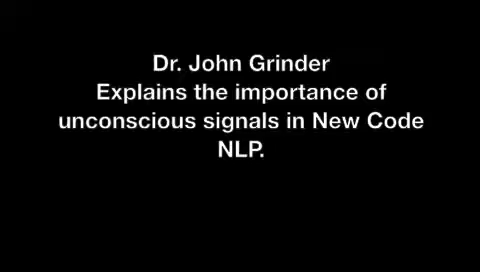 Dr. John Grinder
Explains the importance of
unconscious signals in New Code
NLP.